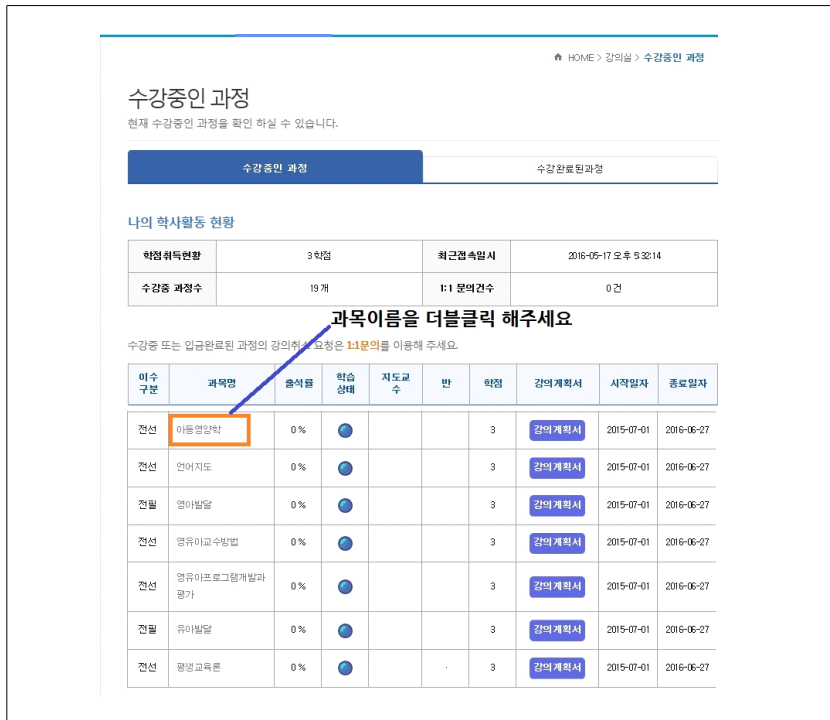 HOME > 강의실 > 수강중인 과정
수강중인 과정
현재 수강중인 과정을 확인 하실 수 있습니다.
수강중인 과정 수강완료된과정
나의 학사활동 현황
학점취득현황 3 학점 최근접속일시 2016-05-17 오후 5:32:14
수강중 과정수 19 개 1:1 문의건수 0 건
과목이름을 더블클릭 해주세요
수강중 또는 입금완료된 과정의 강의취소 요청은 1:1문의를 이용해 주세요.
이수구분 과목명 출석률 학습상태 지도교수 반 학점 강의계획서 시작일자 종료일자
전선 아동영양학 0 % 3 강의계획서 2015-07-01 2016-06-27
전선 언어지도 0 % 3 강의계획서 2015-07-01 2016-06-27
전필 영아발달 0 % 3 강의계획서 2015-07-01 2016-06-27
전선 영유아교수방법 0 % 3 강의계획서 2015-07-01 2016-06-27
전선 영유아프로그램개발과평가 0 % 3 강의계획서 2015-07-01 2016-06-27
전필 유아발달 0 % 3 강의계획서 2015-07-01 2016-06-27
전선 평생교육론 0 % . 3 강의계획서 2015-07-01 2016-06-27